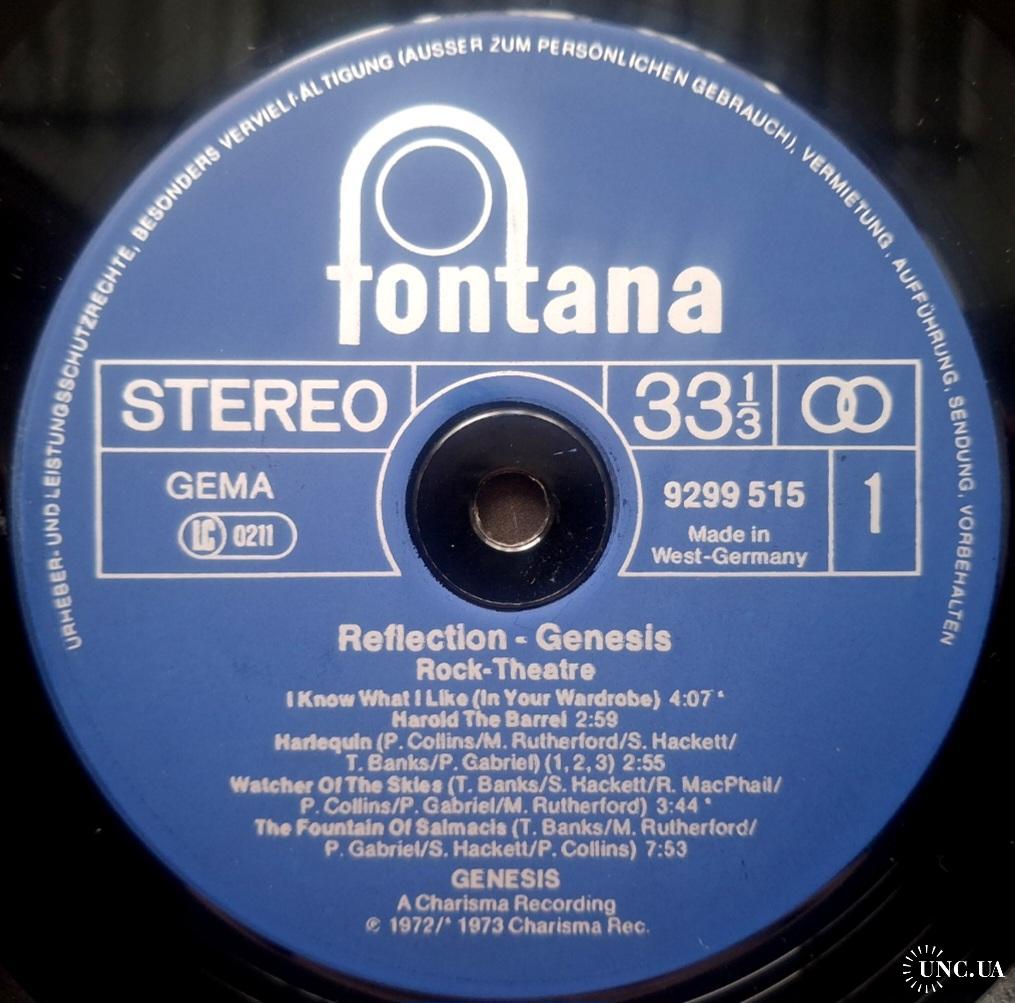 URHEBER- UND LEISTUNGSSCHUTZRECHTE, BESONDERS VERVIELFÄLTIGUNG (AUSSER ZUM PERSÖNLICHEN GEBRAUCH), VERMIETUNG, AUFFÜHRUNG, SENDUNG, VORBEHALTEN
fontana
STEREO
33 1/3
GEMA
LC 0211
9299 515
1
Made in
West-Germany
Reflection - Genesis
Rock-Theatre
I Know What I Like (In Your Wardrobe) 4:07 *
Harold The Barrel 2:59
Harlequin (P. Collins/M. Rutherford/S. Hackett/
T. Banks/P. Gabriel) (1, 2, 3) 2:55
Watcher Of The Skies (T. Banks/S. Hackett/R. MacPhail/
P. Collins/P. Gabriel/M. Rutherford) 3:44 *
The Fountain Of Salmacis (T. Banks/M. Rutherford/
P. Gabriel/S. Hackett/P. Collins) 7:53
GENESIS
A Charisma Recording
℗ 1972/* 1973 Charisma Rec.
UNC.UA